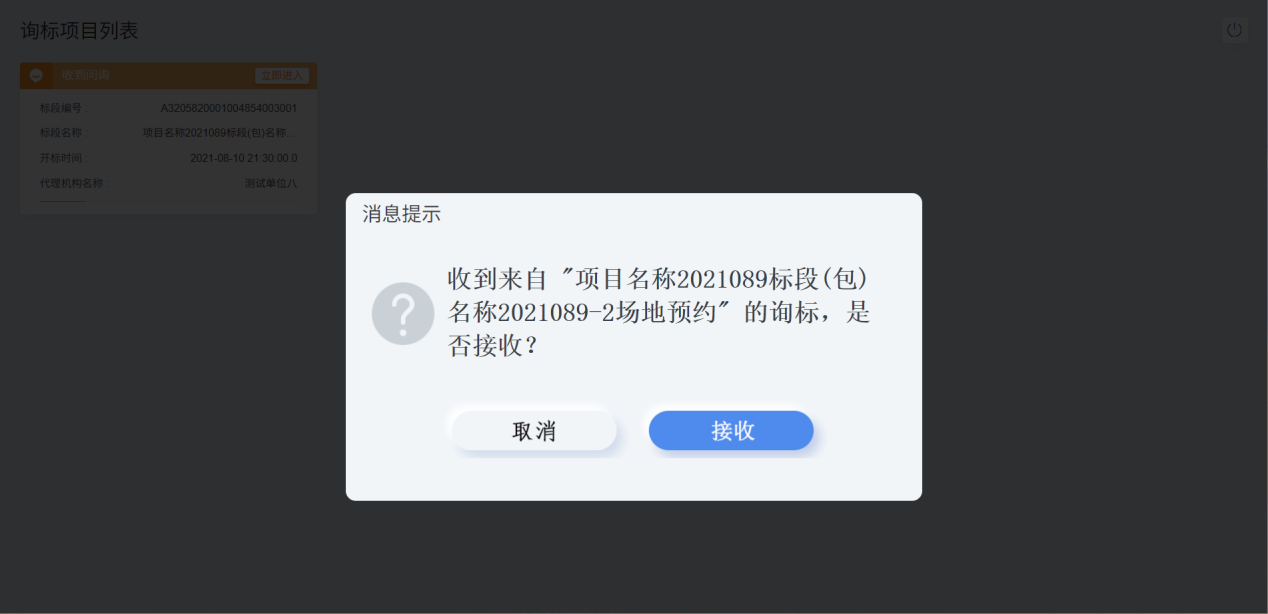 询标项目列表
收到问询
立即进入
标段编号：
A3205820001004854003001
标段名称：
项目名称2021089标段(包)名称...
开标时间：
2021-08-10 21:30:00.0
代理机构名称：
测试单位八
消息提示
收到来自 "项目名称2021089标段(包)
名称2021089-2场地预约" 的询标，是
否接收？
取消
接收